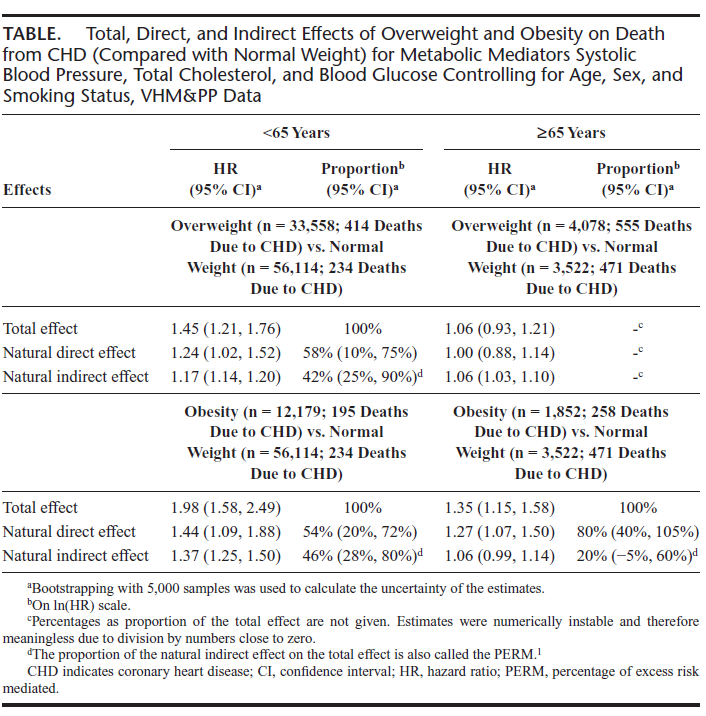 TABLE. Total, Direct, and Indirect Effects of Overweight and Obesity on Death
from CHD (Compared with Normal Weight) for Metabolic Mediators Systolic
Blood Pressure, Total Cholesterol, and Blood Glucose Controlling for Age, Sex, and
Smoking Status, VHM&PP Data
<65 Years ≥65 Years
HR Proportionᵇ HR Proportionᵇ
Effects (95% CI)ᵃ (95% CI)ᵃ (95% CI)ᵃ (95% CI)ᵃ
Overweight (n = 33,558; 414 Deaths Overweight (n = 4,078; 555 Deaths
Due to CHD) vs. Normal Due to CHD) vs. Normal
Weight (n = 56,114; 234 Deaths Weight (n = 3,522; 471 Deaths
Due to CHD) Due to CHD)
Total effect 1.45 (1.21, 1.76) 100% 1.06 (0.93, 1.21) -ᶜ
Natural direct effect 1.24 (1.02, 1.52) 58% (10%, 75%) 1.00 (0.88, 1.14) -ᶜ
Natural indirect effect 1.17 (1.14, 1.20) 42% (25%, 90%)ᵈ 1.06 (1.03, 1.10) -ᶜ
Obesity (n = 12,179; 195 Deaths Obesity (n = 1,852; 258 Deaths
Due to CHD) vs. Normal Due to CHD) vs. Normal
Weight (n = 56,114; 234 Deaths Weight (n = 3,522; 471 Deaths
Due to CHD) Due to CHD)
Total effect 1.98 (1.58, 2.49) 100% 1.35 (1.15, 1.58) 100%
Natural direct effect 1.44 (1.09, 1.88) 54% (20%, 72%) 1.27 (1.07, 1.50) 80% (40%, 105%)
Natural indirect effect 1.37 (1.25, 1.50) 46% (28%, 80%)ᵈ 1.06 (0.99, 1.14) 20% (−5%, 60%)ᵈ
ᵃBootstrapping with 5,000 samples was used to calculate the uncertainty of the estimates.
ᵇOn ln(HR) scale.
ᶜPercentages as proportion of the total effect are not given. Estimates were numerically instable and therefore
meaningless due to division by numbers close to zero.
ᵈThe proportion of the natural indirect effect on the total effect is also called the PERM.¹
CHD indicates coronary heart disease; CI, confidence interval; HR, hazard ratio; PERM, percentage of excess risk
mediated.